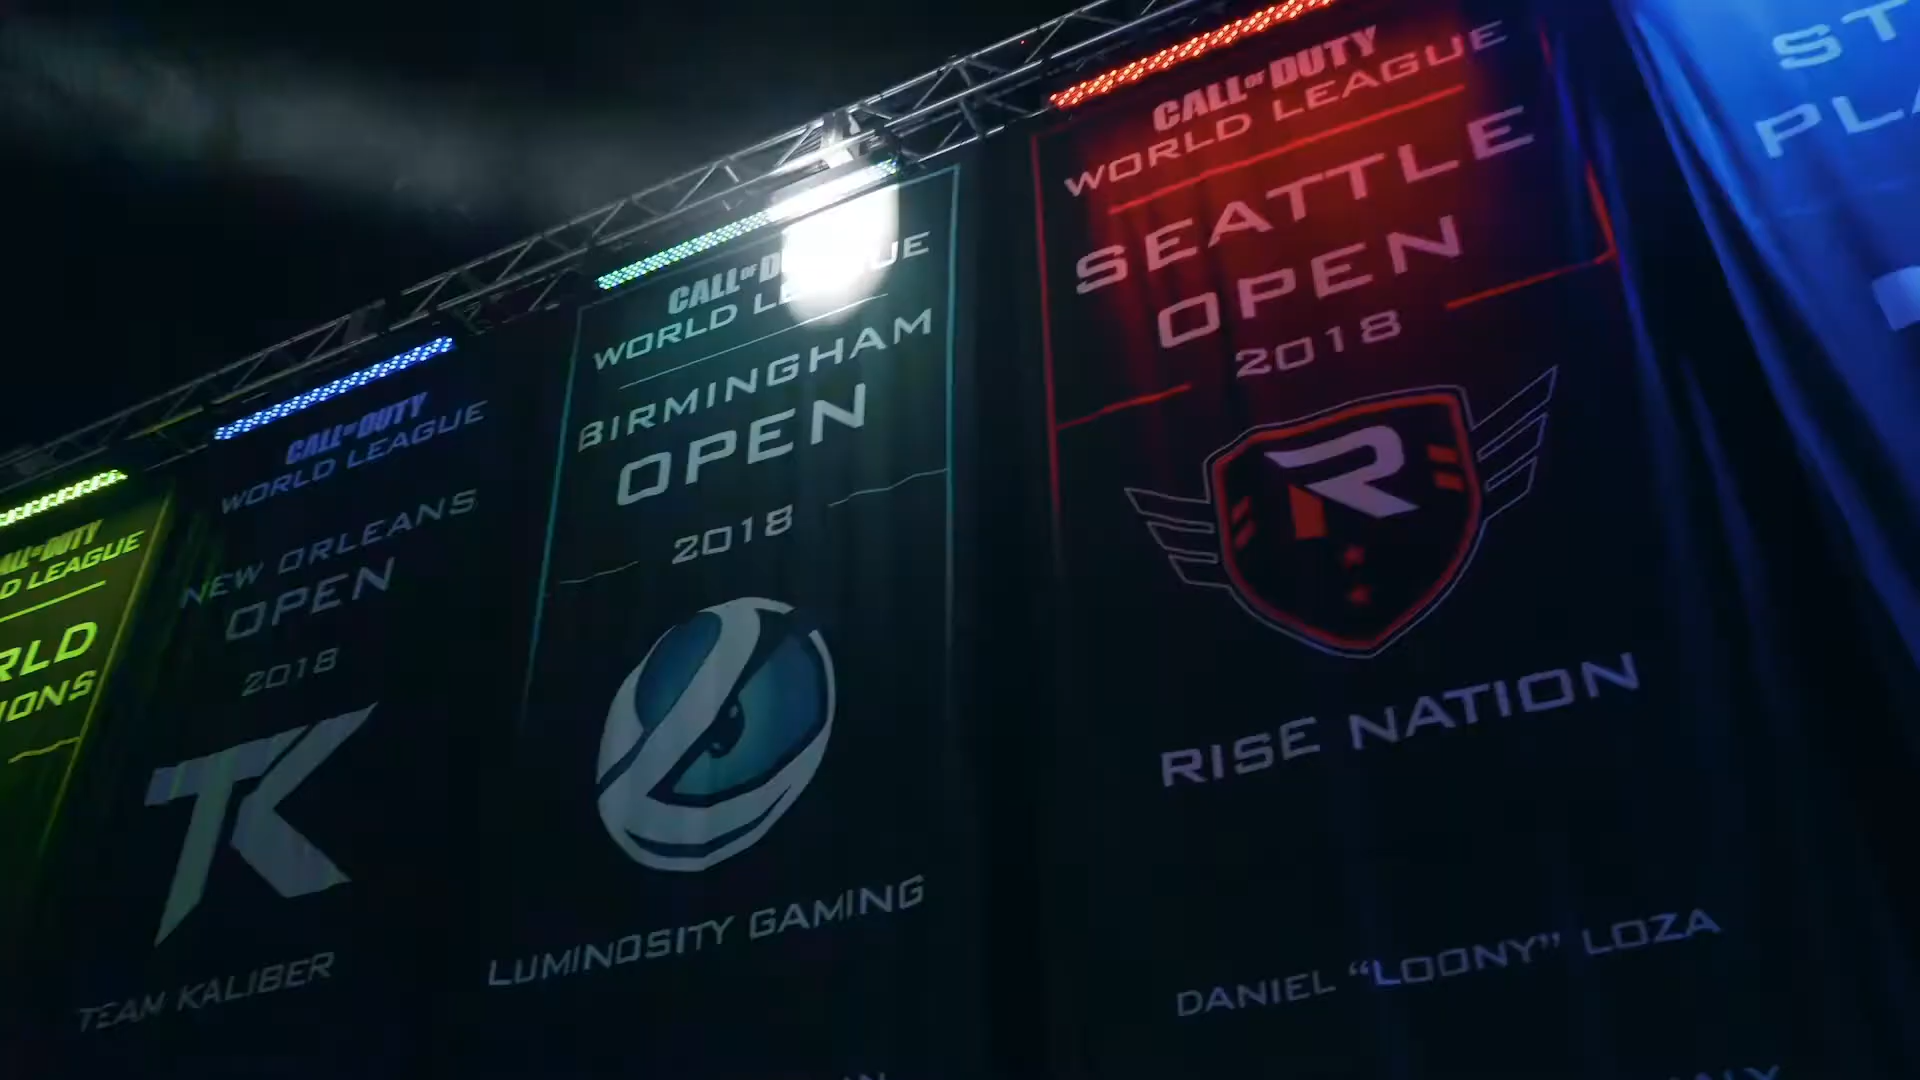 LEAGUE
CALL OF DUTY
WORLD LEAGUE
NEW ORLEANS
OPEN
2018
TK
TEAM KALIBER
CALL OF
WORLD
BIRMINGHAM
OPEN
2018
LUMINOSITY GAMING
CALL OF DUTY
WORLD LEAGUE
SEATTLE
OPEN
2018
R
RISE NATION
DANIEL “LOONY” LOZA